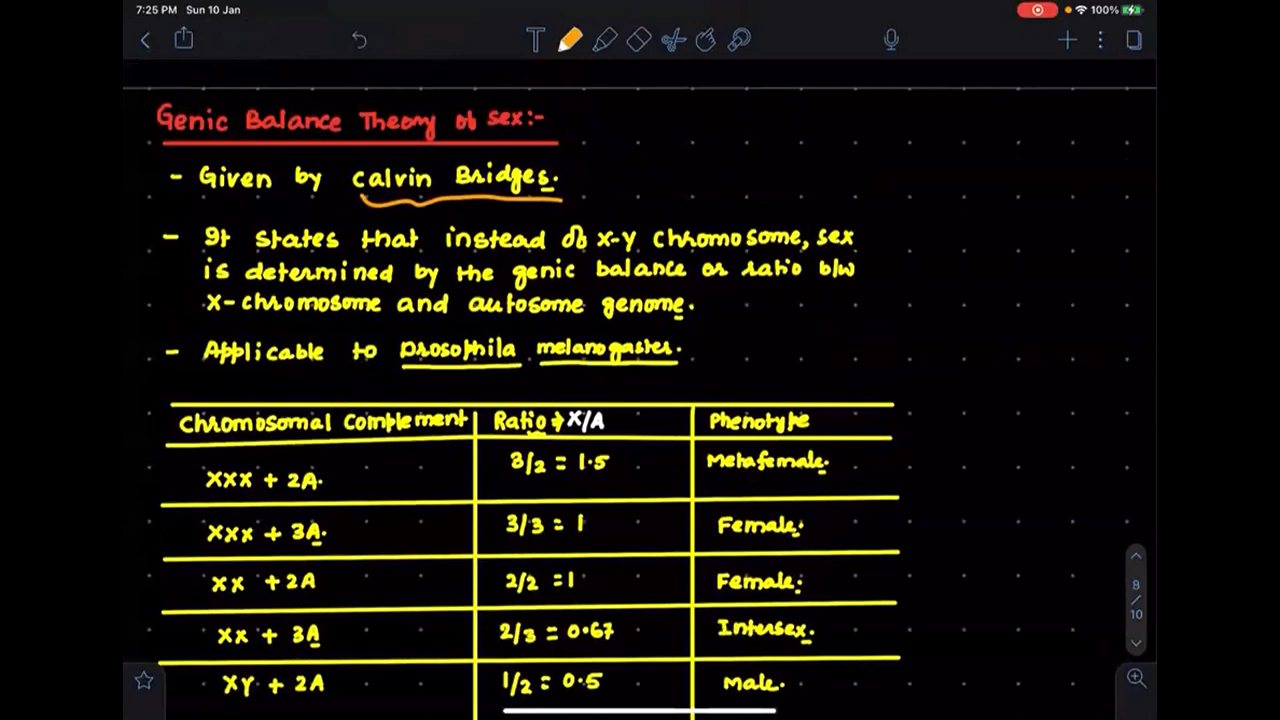 7:25 PM Sun 10 Jan
100%
Genic Balance Theory of sex:-
- Given by Calvin Bridges.
- It states that instead of X-Y chromosome, sex
is determined by the genic balance or ratio b/w
X-chromosome and autosome genome.
- Applicable to Drosophila melanogaster.
Chromosomal Complement Ratio → X/A Phenotype
XXX + 2A. 3/2 = 1.5 Metafemale.
XXX + 3A. 3/3 = 1 Female.
XX + 2A 2/2 = 1 Female.
XX + 3A 2/3 = 0.67 Intersex.
XY + 2A 1/2 = 0.5 Male.
8
/
10